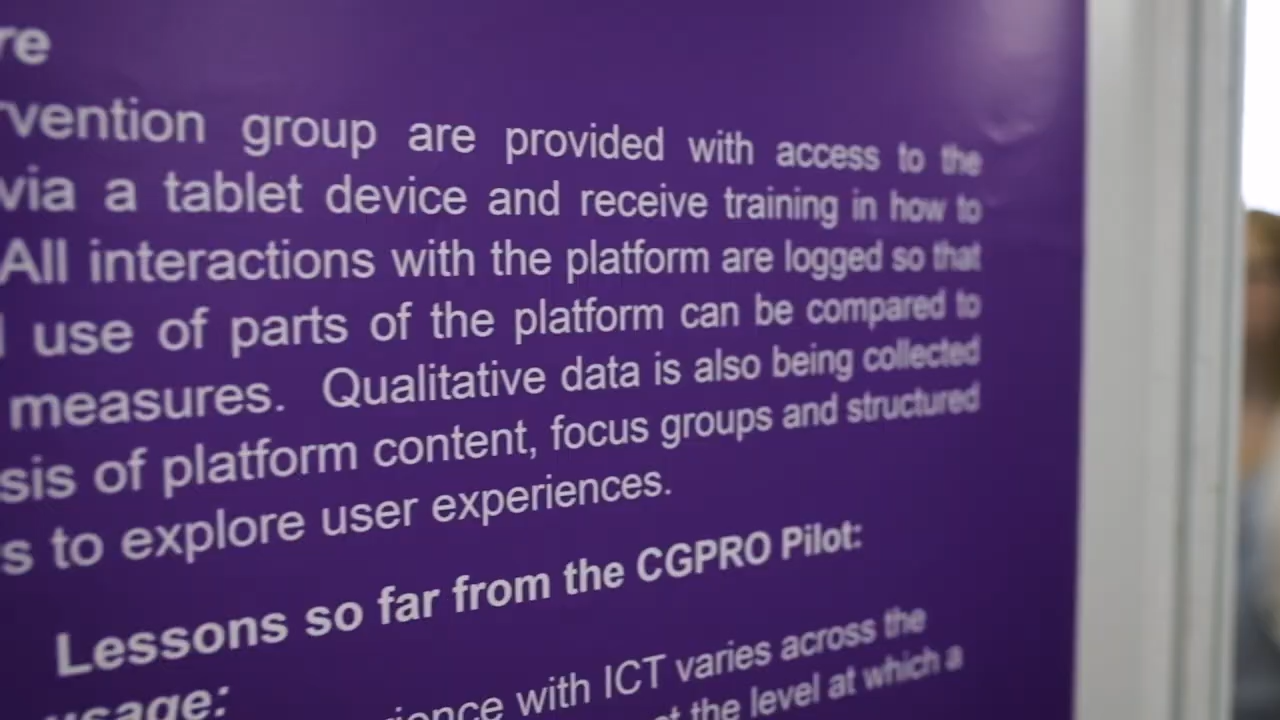 re
rvention group are provided with access to the
via a tablet device and receive training in how to
All interactions with the platform are logged so that
l use of parts of the platform can be compared to
measures. Qualitative data is also being collected
sis of platform content, focus groups and structured
s to explore user experiences.
Lessons so far from the CGPRO Pilot:
usage:
rience with ICT varies across the
at the level at which a